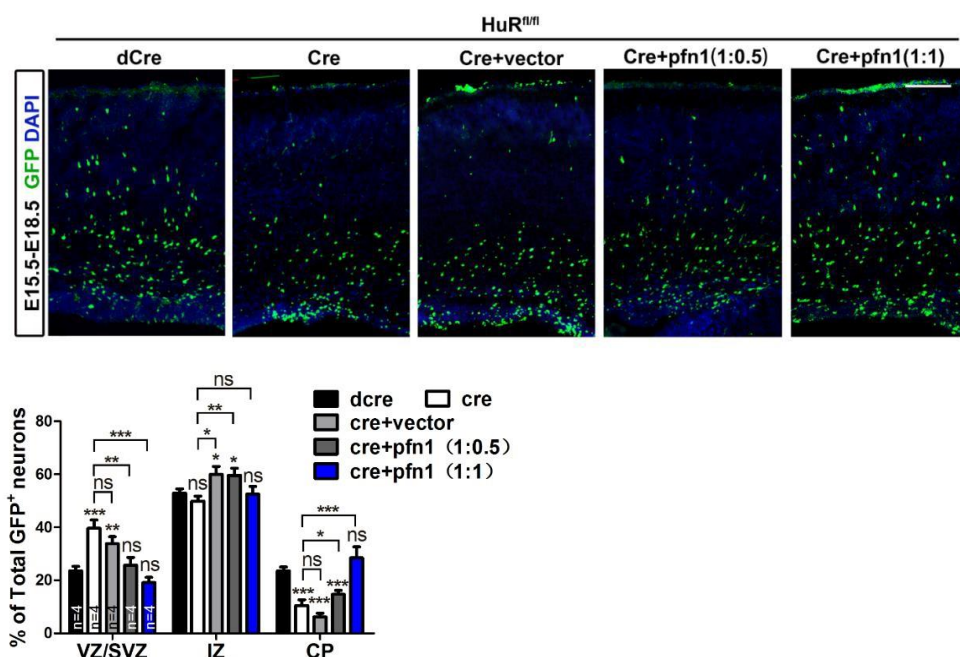 HuRfl/fl
dCre
Cre
Cre+vector
Cre+pfn1(1:0.5)
Cre+pfn1(1:1)
E15.5-E18.5 GFP DAPI
% of Total GFP+ neurons
80
60
40
20
0
dcre
cre
cre+vector
cre+pfn1 (1:0.5)
cre+pfn1 (1:1)
***
**
ns
***
**
ns
ns
n=4
n=4
n=4
n=4
n=4
VZ/SVZ
ns
**
*
ns
*
*
ns
IZ
***
*
ns
ns
***
***
***
CP